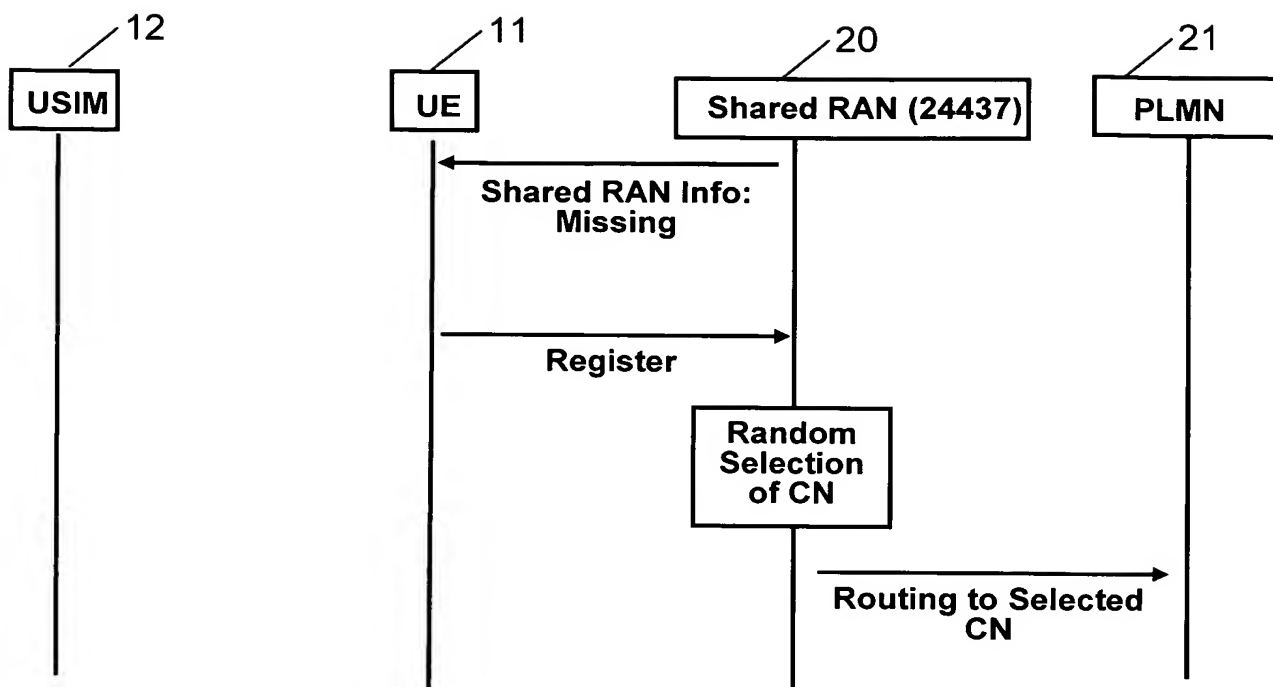 12
11
20
21
USIM
UE
Shared RAN (24437)
PLMN
Shared RAN Info:
Missing
Register
Random
Selection
of CN
Routing to Selected
CN